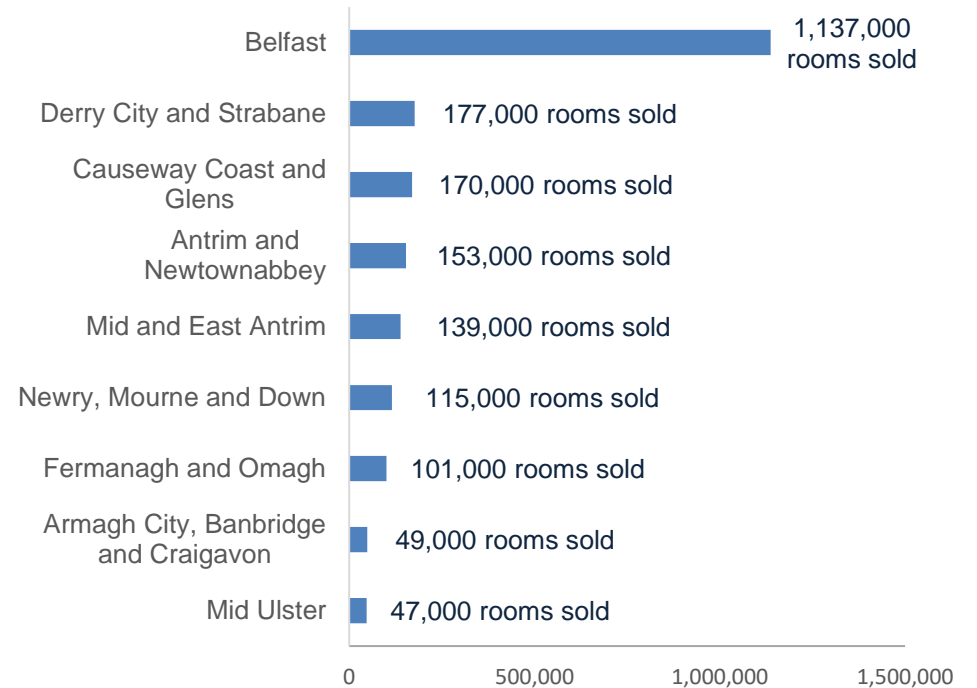 Belfast
1,137,000
rooms sold
Derry City and Strabane
177,000 rooms sold
Causeway Coast and
Glens
170,000 rooms sold
Antrim and
Newtownabbey
153,000 rooms sold
Mid and East Antrim
139,000 rooms sold
Newry, Mourne and Down
115,000 rooms sold
Fermanagh and Omagh
101,000 rooms sold
Armagh City, Banbridge
and Craigavon
49,000 rooms sold
Mid Ulster
47,000 rooms sold
0 500,000 1,000,000 1,500,000